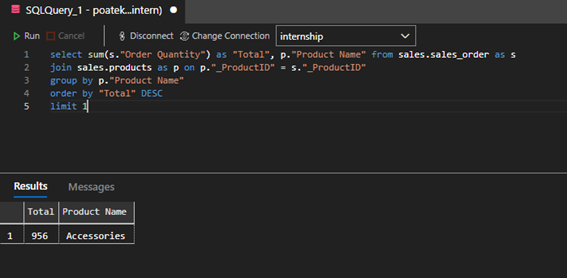 SQLQuery_1 - poatek...intern)
Run Cancel Disconnect Change Connection internship
1 select sum(s."Order Quantity") as "Total", p."Product Name" from sales.sales_order as s
2 join sales.products as p on p."_ProductID" = s."_ProductID"
3 group by p."Product Name"
4 order by "Total" DESC
5 limit 1
Results Messages
Total Product Name
1 956 Accessories